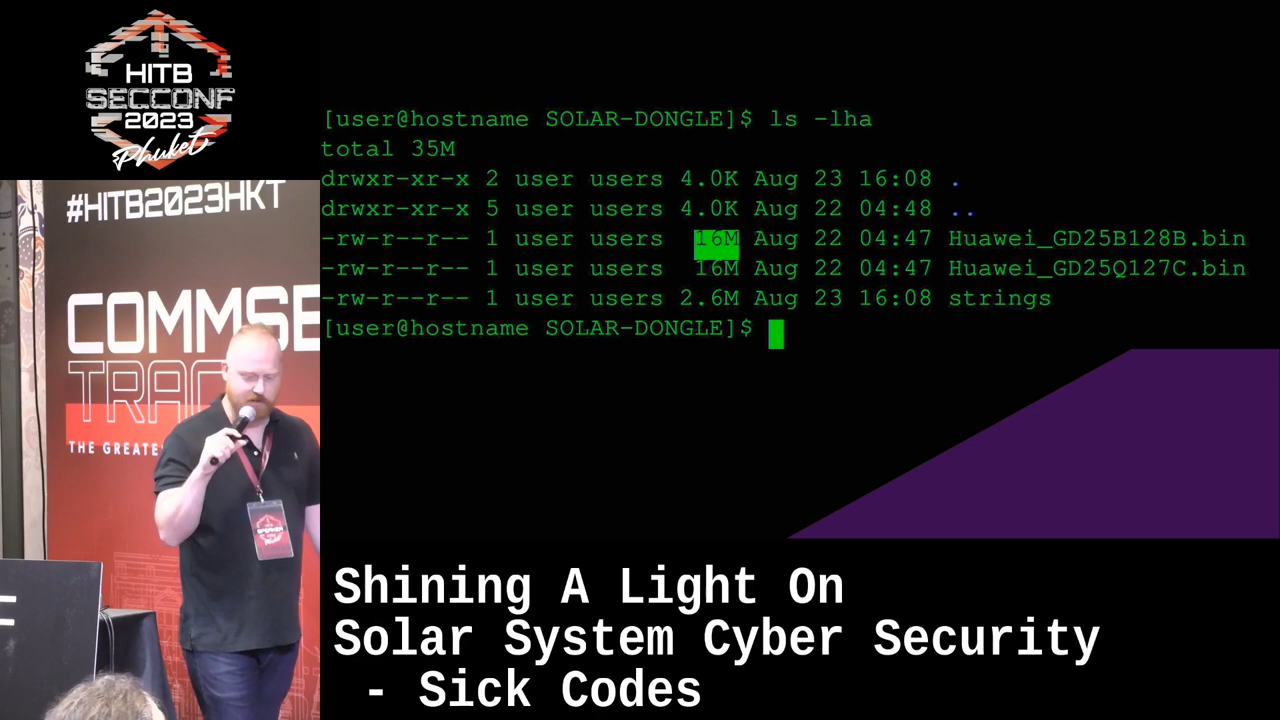 HITB
SECCONF
2023
Phuket
#HITB2023HKT
COMMSE
TRAC
THE GREATE
SPEAKER
[user@hostname SOLAR-DONGLE]$ ls -lha
total 35M
drwxr-xr-x 2 user users 4.0K Aug 23 16:08 .
drwxr-xr-x 5 user users 4.0K Aug 22 04:48 ..
-rw-r--r-- 1 user users 16M Aug 22 04:47 Huawei_GD25B128B.bin
-rw-r--r-- 1 user users 16M Aug 22 04:47 Huawei_GD25Q127C.bin
-rw-r--r-- 1 user users 2.6M Aug 23 16:08 strings
[user@hostname SOLAR-DONGLE]$
Shining A Light On
Solar System Cyber Security
- Sick Codes